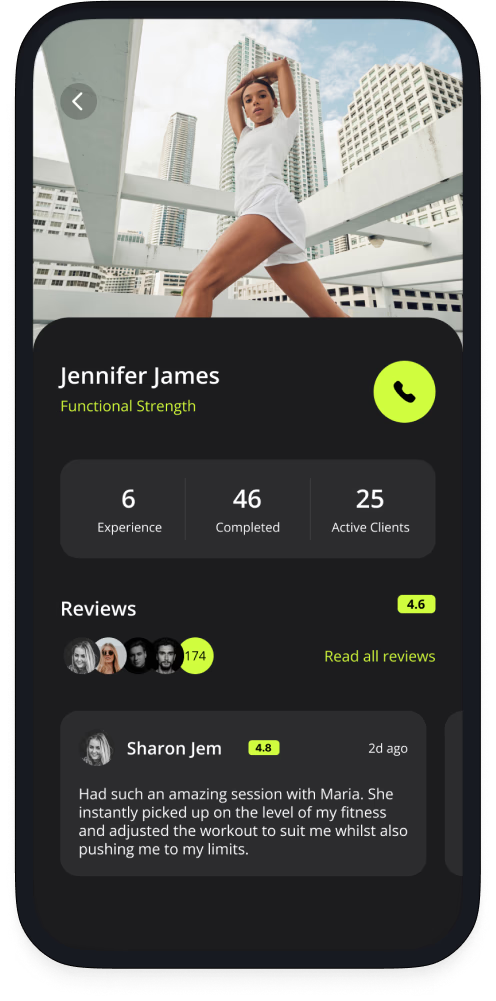 Jennifer James
Functional Strength
6 46 25
Experience Completed Active Clients
Reviews 4.6
174 Read all reviews
Sharon Jem 4.8 2d ago
Had such an amazing session with Maria. She
instantly picked up on the level of my fitness
and adjusted the workout to suit me whilst also
pushing me to my limits.